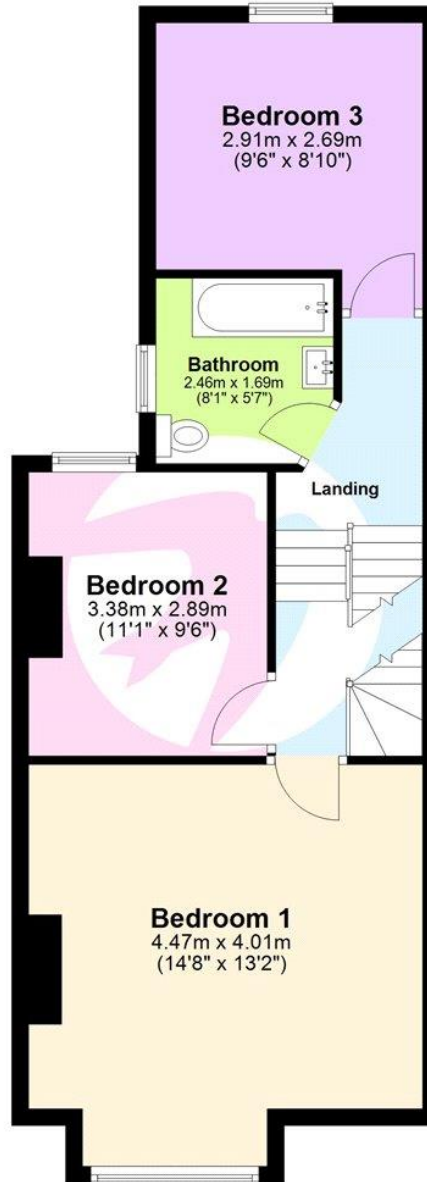 Bedroom 3
2.91m x 2.69m
(9'6" x 8'10")
Bathroom
2.46m x 1.69m
(8'1" x 5'7")
Landing
Bedroom 2
3.38m x 2.89m
(11'1" x 9'6")
Bedroom 1
4.47m x 4.01m
(14'8" x 13'2")